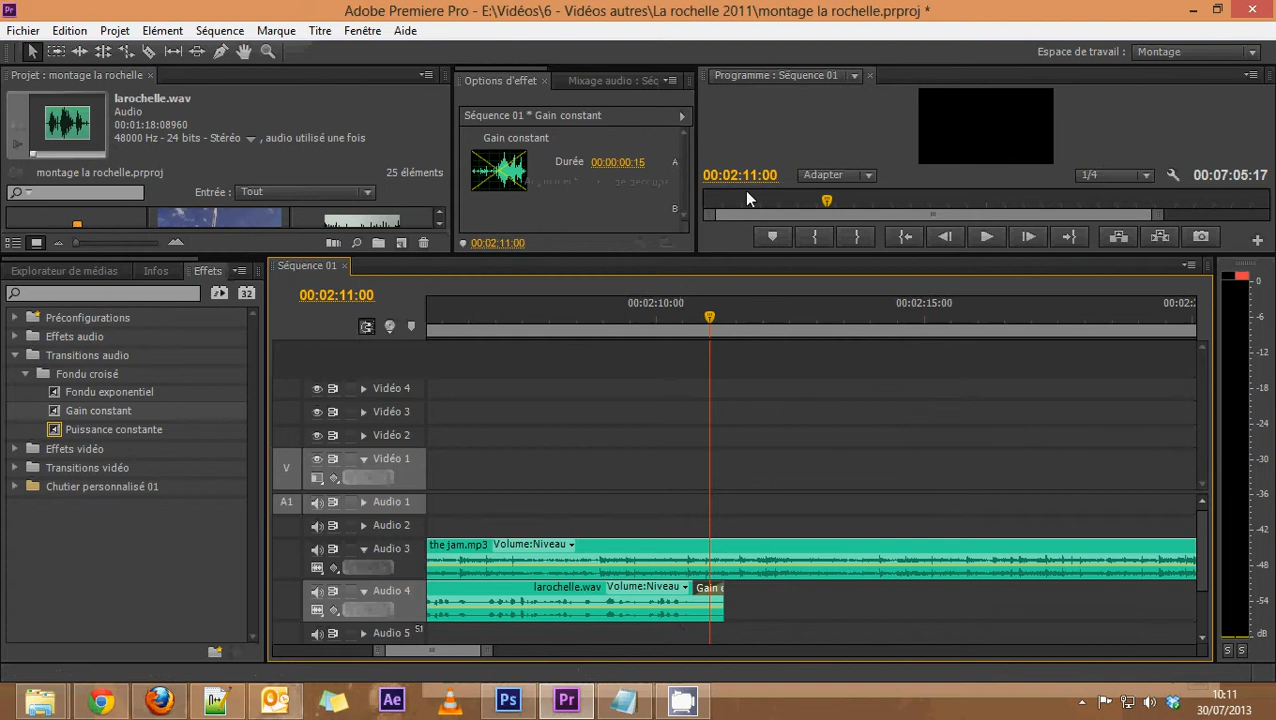 Adobe Premiere Pro - E:\Vidéos\6 - Vidéos autres\La rochelle 2011\montage la rochelle.prproj *
Fichier Edition Projet Elément Séquence Marque Titre Fenêtre Aide
Espace de travail : Montage
Projet : montage la rochelle
larochelle.wav
Audio
00:01:18:08960
48000 Hz - 24 bits - Stéréo , audio utilisé une fois
montage la rochelle.prproj 25 éléments
Entrée : Tout
Options d'effet Mixage audio : Séq
Séquence 01 * Gain constant
Gain constant
Durée 00:00:00:15 A
B
00:02:11:00
Programme : Séquence 01
00:02:11:00 Adapter 1/4 00:07:05:17
Explorateur de médias Infos Effets
32
Préconfigurations
Effets audio
Transitions audio
Fondu croisé
Fondu exponentiel
Gain constant
Puissance constante
Effets vidéo
Transitions vidéo
Chutier personnalisé 01
Séquence 01
00:02:11:00
00:02:10:00 00:02:15:00 00:02:
Vidéo 4
Vidéo 3
Vidéo 2
V Vidéo 1
A1 Audio 1
Audio 2
Audio 3 the jam.mp3 Volume:Niveau
Audio 4 larochelle.wav Volume:Niveau Gain c
Audio 5 S1
0
-6
-12
-18
-24
-30
-36
-42
-48
-54
dB
S S
Ae Ps Pr
10:11
30/07/2013